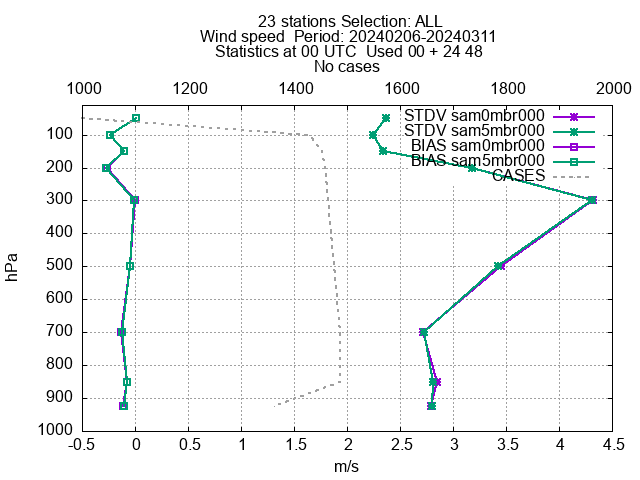 23 stations Selection: ALL
Wind speed  Period: 20240206-20240311
Statistics at 00 UTC  Used 00 + 24 48
No cases
1000 1200 1400 1600 1800 2000
STDV sam0mbr000
STDV sam5mbr000
BIAS sam0mbr000
BIAS sam5mbr000
CASES
100
200
300
400
500
600
700
800
900
1000
hPa
-0.5 0 0.5 1 1.5 2 2.5 3 3.5 4 4.5
m/s